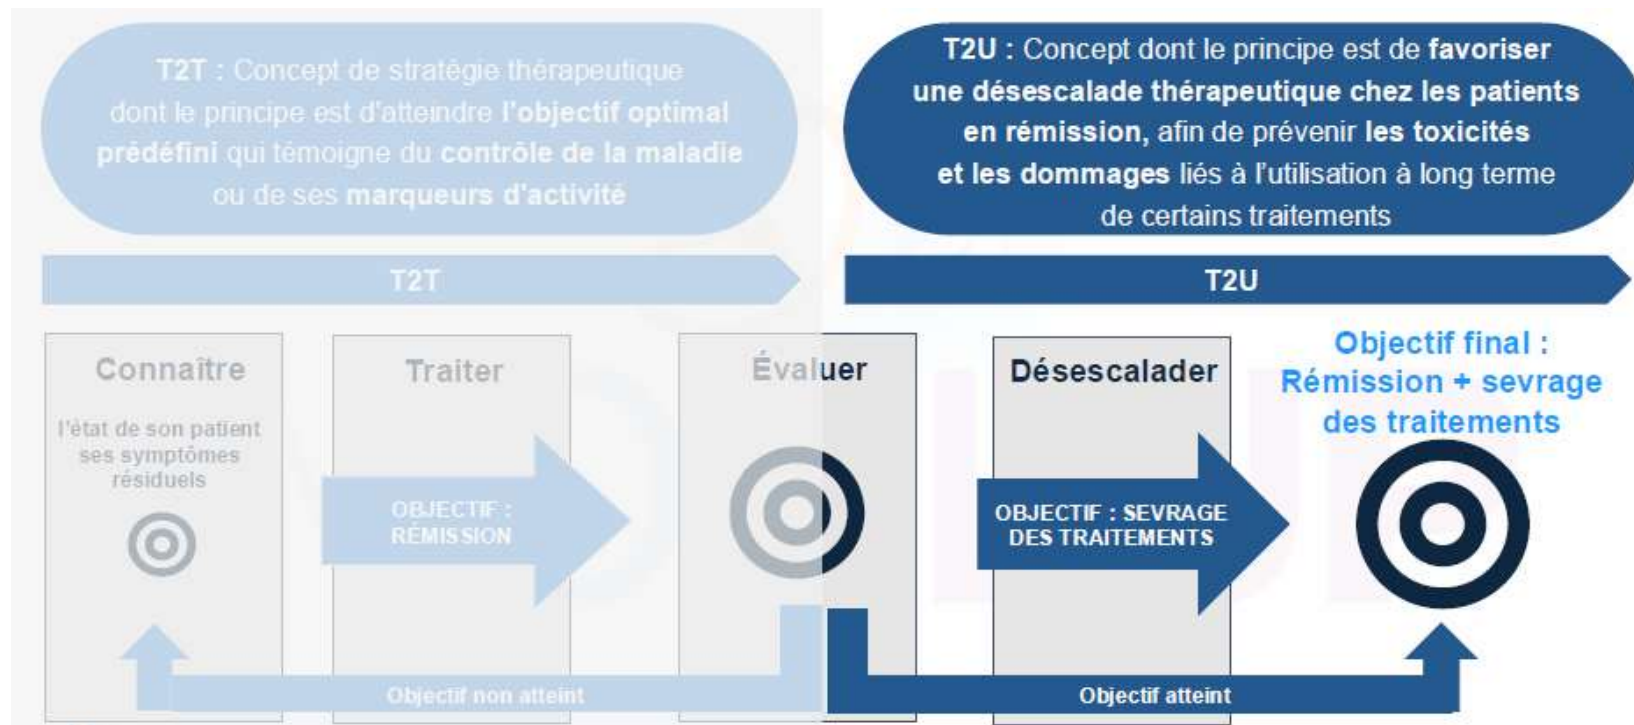 T2T : Concept de stratégie thérapeutique
dont le principe est d'atteindre l'objectif optimal
prédéfini qui témoigne du contrôle de la maladie
ou de ses marqueurs d'activité
T2U : Concept dont le principe est de favoriser
une désescalade thérapeutique chez les patients
en rémission, afin de prévenir les toxicités
et les dommages liés à l'utilisation à long terme
de certains traitements
T2T
T2U
Connaître
l'état de son patient
ses symptômes
résiduels
Traiter
OBJECTIF :
RÉMISSION
Évaluer
Désescalader
OBJECTIF : SEVRAGE
DES TRAITEMENTS
Objectif final :
Rémission + sevrage
des traitements
Objectif non atteint
Objectif atteint